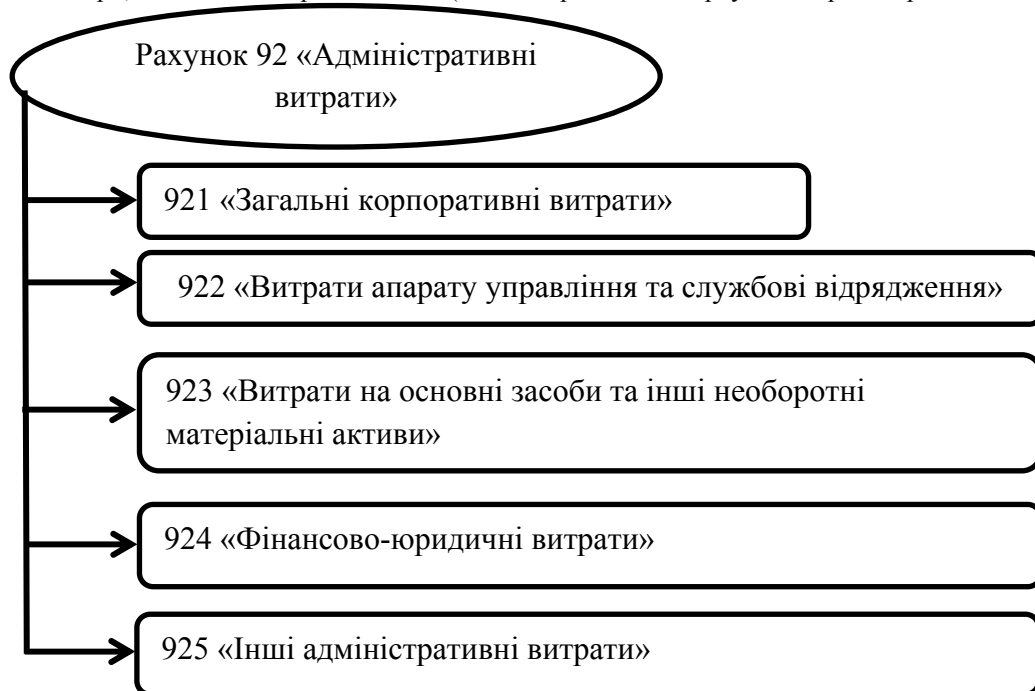 Рахунок 92 «Адміністративні
витрати»
921 «Загальні корпоративні витрати»
922 «Витрати апарату управління та службові відрядження»
923 «Витрати на основні засоби та інші необоротні
матеріальні активи»
924 «Фінансово-юридичні витрати»
925 «Інші адміністративні витрати»